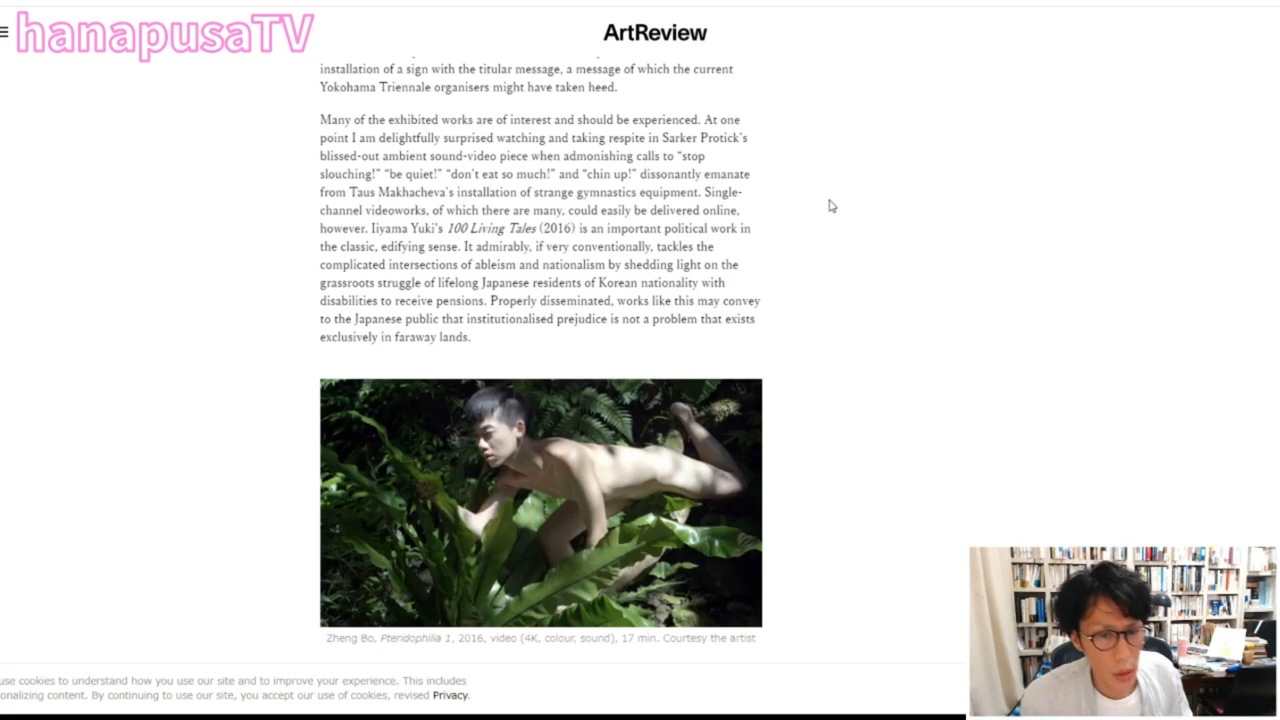 hanapusaTV
ArtReview
installation of a sign with the titular message, a message of which the current
Yokohama Triennale organisers might have taken heed.
Many of the exhibited works are of interest and should be experienced. At one
point I am delightfully surprised watching and taking respite in Sarker Protick's
blissed-out ambient sound-video piece when admonishing calls to “stop
slouching!” “be quiet!” “don't eat so much!” and “chin up!” dissonantly emanate
from Taus Makhacheva's installation of strange gymnastics equipment. Single-
channel videoworks, of which there are many, could easily be delivered online,
however. Iiyama Yuki's 100 Living Tales (2016) is an important political work in
the classic, edifying sense. It admirably, if very conventionally, tackles the
complicated intersections of ableism and nationalism by shedding light on the
grassroots struggle of lifelong Japanese residents of Korean nationality with
disabilities to receive pensions. Properly disseminated, works like this may convey
to the Japanese public that institutionalised prejudice is not a problem that exists
exclusively in faraway lands.
Zheng Bo, Pteridophilia 1, 2016, video (4K, colour, sound), 17 min. Courtesy the artist
use cookies to understand how you use our site and to improve your experience. This includes
onalizing content. By continuing to use our site, you accept our use of cookies, revised Privacy.